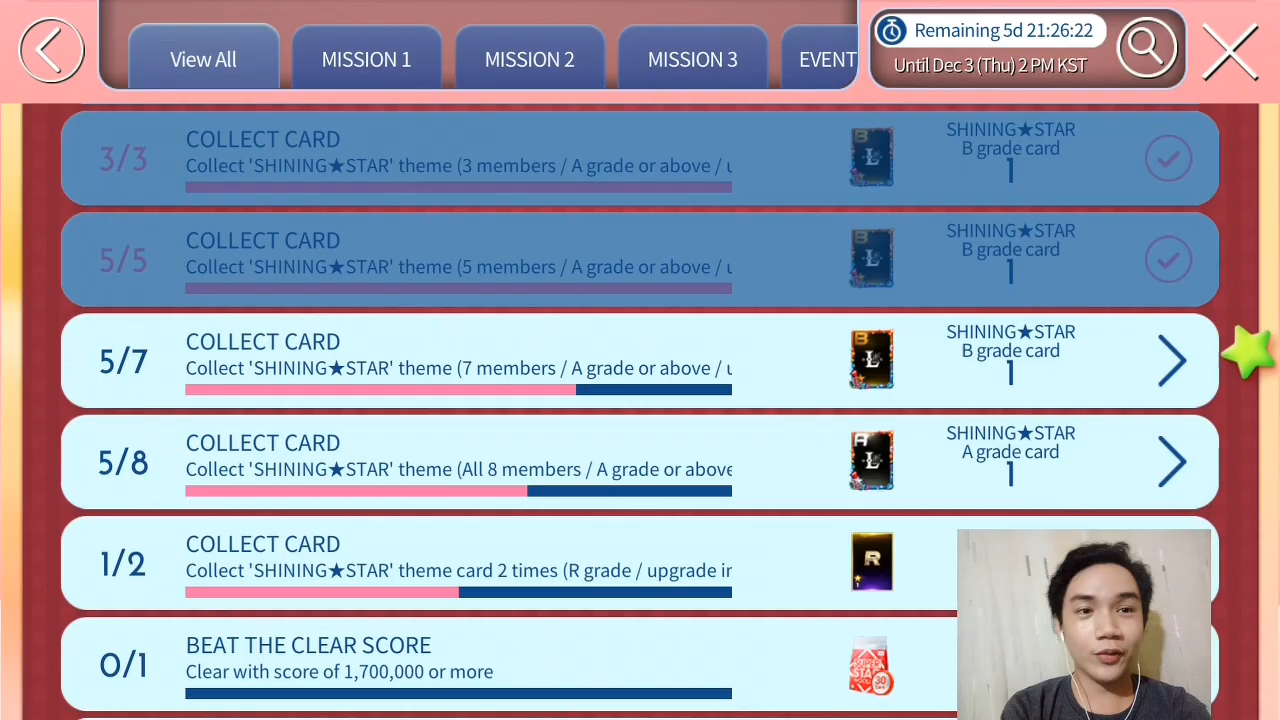 View All
MISSION 1
MISSION 2
MISSION 3
EVENT
Remaining 5d 21:26:22
Until Dec 3 (Thu) 2 PM KST
3/3
COLLECT CARD
Collect 'SHINING★STAR' theme (3 members / A grade or above / u
B
L
SHINING★STAR
B grade card
1
5/5
COLLECT CARD
Collect 'SHINING★STAR' theme (5 members / A grade or above / u
B
L
SHINING★STAR
B grade card
1
5/7
COLLECT CARD
Collect 'SHINING★STAR' theme (7 members / A grade or above / u
B
L
SHINING★STAR
B grade card
1
5/8
COLLECT CARD
Collect 'SHINING★STAR' theme (All 8 members / A grade or above
A
L
SHINING★STAR
A grade card
1
1/2
COLLECT CARD
Collect 'SHINING★STAR' theme card 2 times (R grade / upgrade in
R
1
0/1
BEAT THE CLEAR SCORE
Clear with score of 1,700,000 or more
SUPER
STAR
30